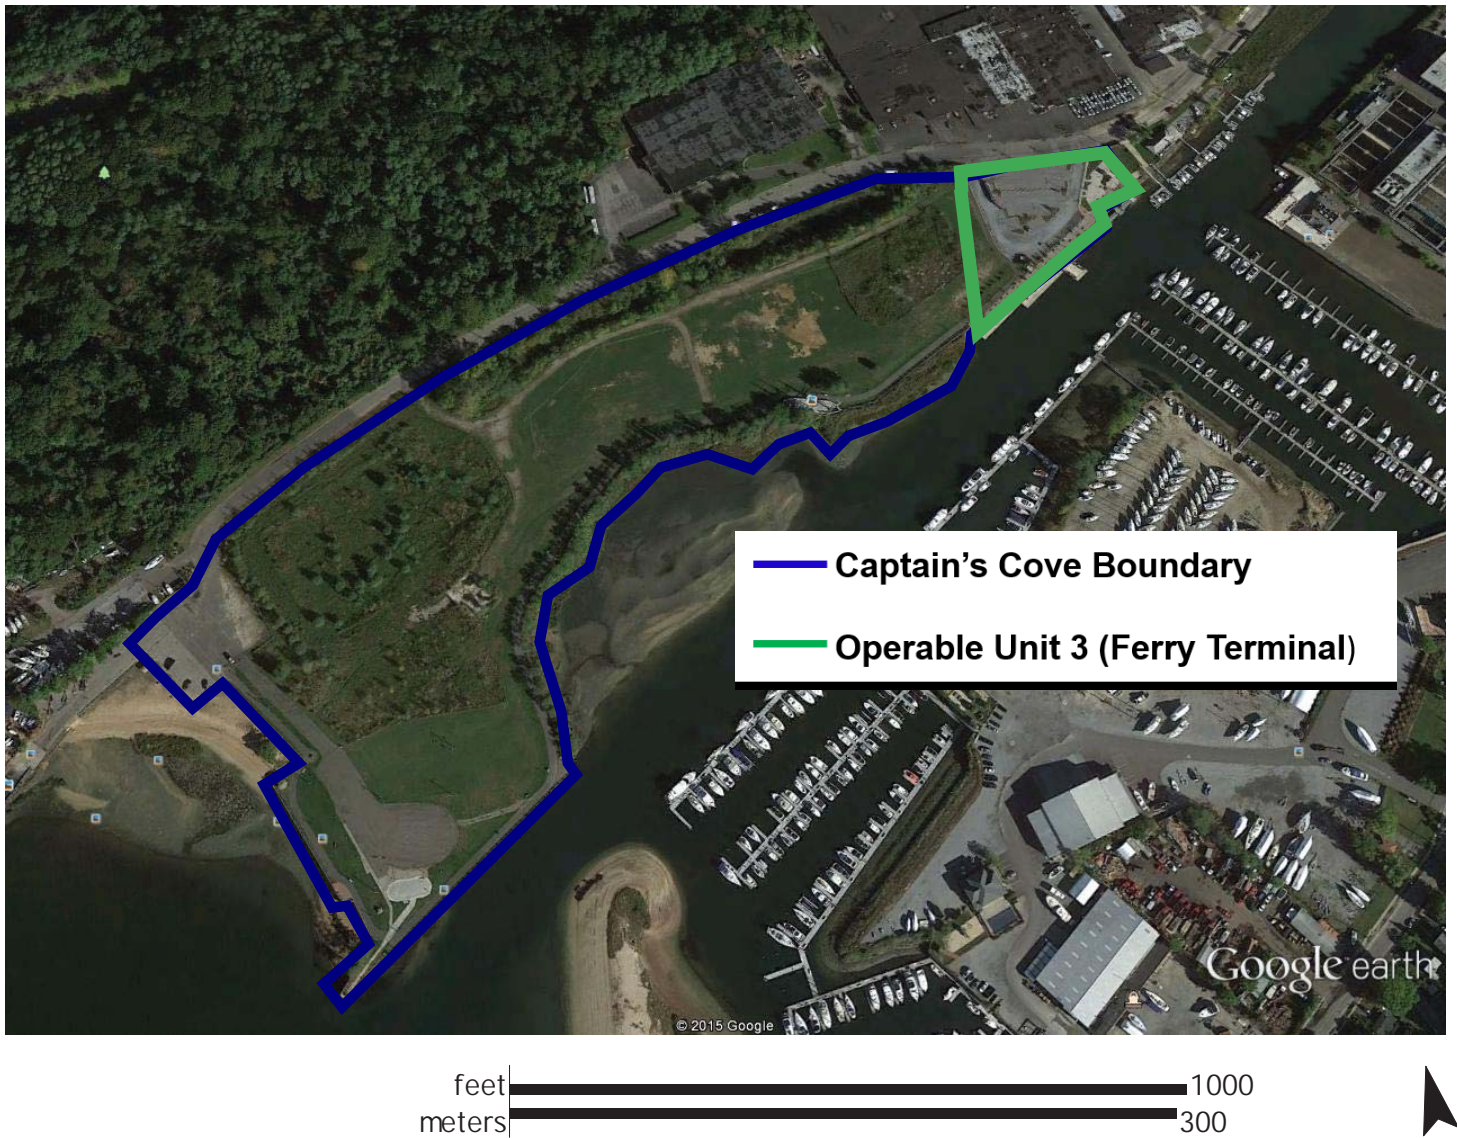 Captain’s Cove Boundary
Operable Unit 3 (Ferry Terminal)
Google earth
© 2015 Google
feet 1000
meters 300